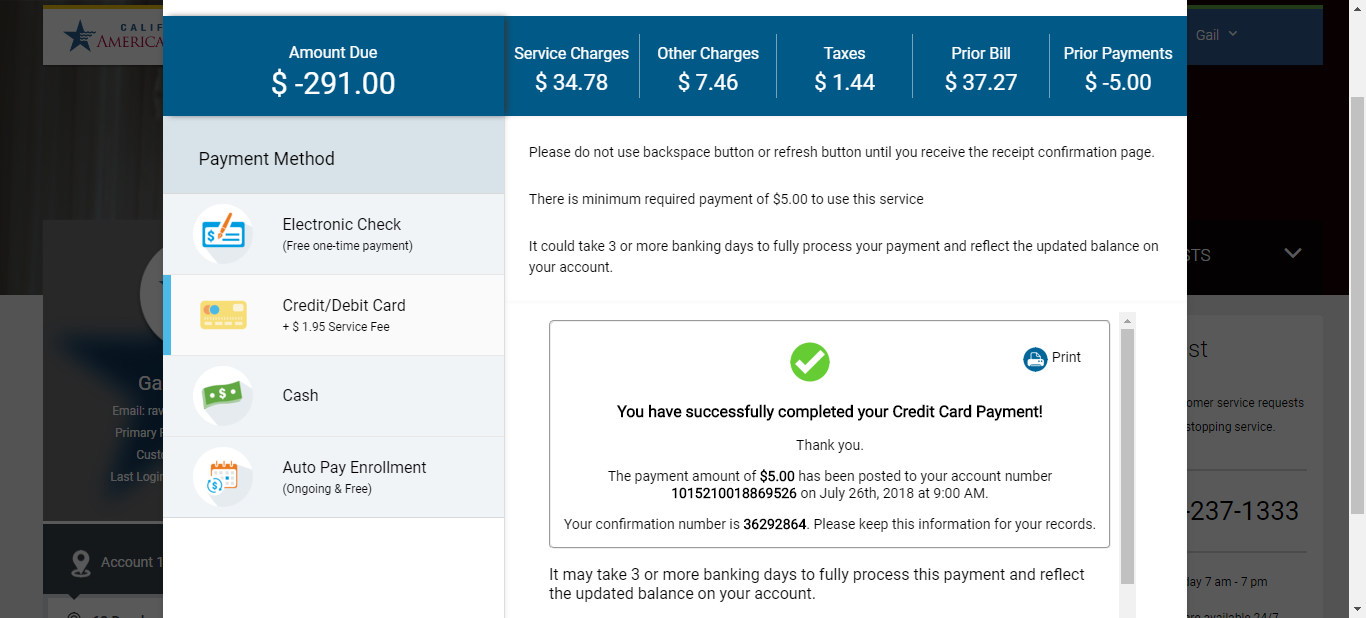 CALIF
AMERICA
Gail
Amount Due
$ -291.00
Service Charges
$ 34.78
Other Charges
$ 7.46
Taxes
$ 1.44
Prior Bill
$ 37.27
Prior Payments
$ -5.00
Payment Method
Electronic Check
(Free one-time payment)
Credit/Debit Card
+ $ 1.95 Service Fee
Cash
Auto Pay Enrollment
(Ongoing & Free)
Please do not use backspace button or refresh button until you receive the receipt confirmation page.
There is minimum required payment of $5.00 to use this service
It could take 3 or more banking days to fully process your payment and reflect the updated balance on
your account.
Print
You have successfully completed your Credit Card Payment!
Thank you.
The payment amount of $5.00 has been posted to your account number
1015210018869526 on July 26th, 2018 at 9:00 AM.
Your confirmation number is 36292864. Please keep this information for your records.
It may take 3 or more banking days to fully process this payment and reflect
the updated balance on your account.
Ga
Email: rav
Primary
Cust
Last Login
Account 1
STS
st
omer service requests
stopping service.
-237-1333
day 7 am - 7 pm
are available 24/7